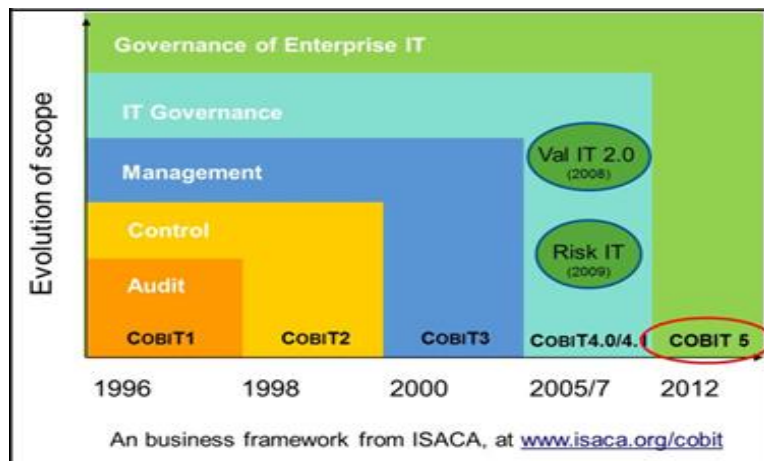 Evolution of scope
Governance of Enterprise IT
IT Governance
Val IT 2.0
(2008)
Management
Control
Risk IT
(2009)
Audit
COBIT1
COBIT2
COBIT3
COBIT4.0/4.1
COBIT 5
1996
1998
2000
2005/7
2012
An business framework from ISACA, at www.isaca.org/cobit